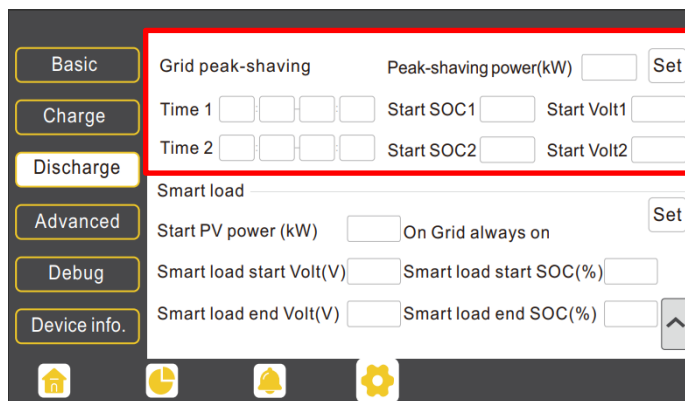 Basic
Charge
Discharge
Advanced
Debug
Device info.
Grid peak-shaving Peak-shaving power(kW) Set
Time 1 : - : Start SOC1 Start Volt1
Time 2 : - : Start SOC2 Start Volt2
Smart load
Set
Start PV power (kW) On Grid always on
Smart load start Volt(V) Smart load start SOC(%)
Smart load end Volt(V) Smart load end SOC(%)